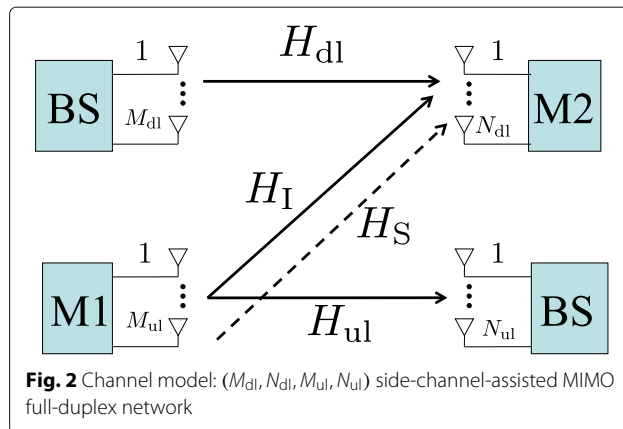 1 H_dl 1
BS M2
M_dl N_dl
H_I
H_S
1 1
M1 BS
M_ul H_ul N_ul
Fig. 2 Channel model: (M_dl, N_dl, M_ul, N_ul) side-channel-assisted MIMO
full-duplex network